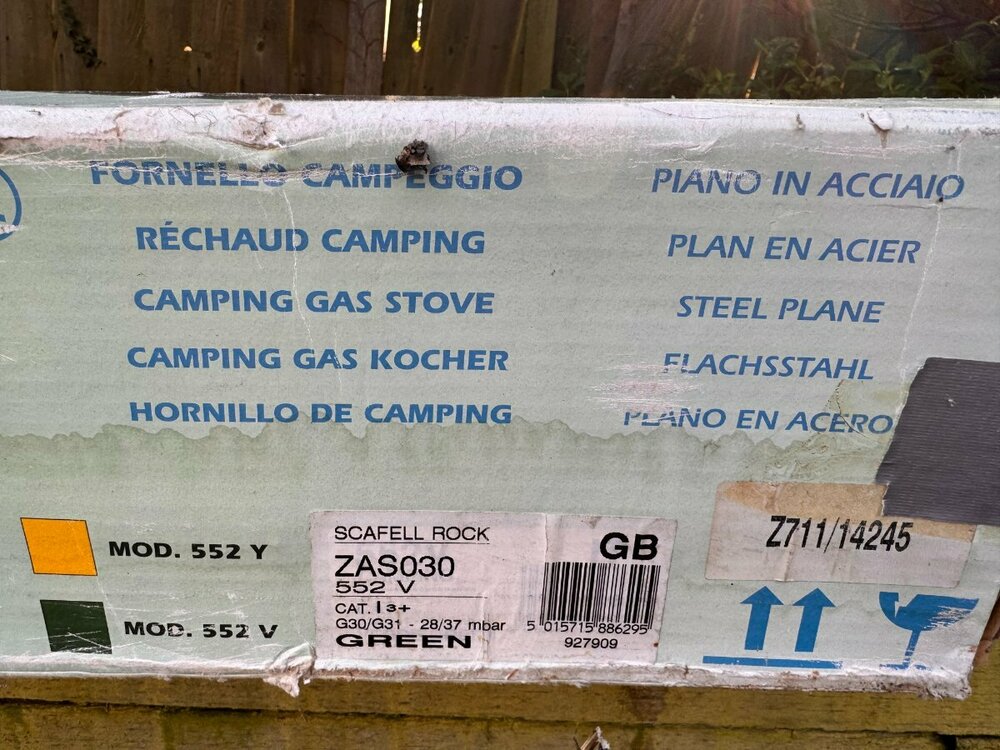 FORNELLO CAMPEGGIO
RÉCHAUD CAMPING
CAMPING GAS STOVE
CAMPING GAS KOCHER
HORNILLO DE CAMPING
PIANO IN ACCIAIO
PLAN EN ACIER
STEEL PLANE
FLACHSSTAHL
PLANO EN ACERO
MOD. 552 Y
MOD. 552 V
SCAFELL ROCK
ZAS030
552 V
CAT. I 3+
G30/G31 - 28/37 mbar
GREEN
GB
5 015715 886295
927909
Z711/14245